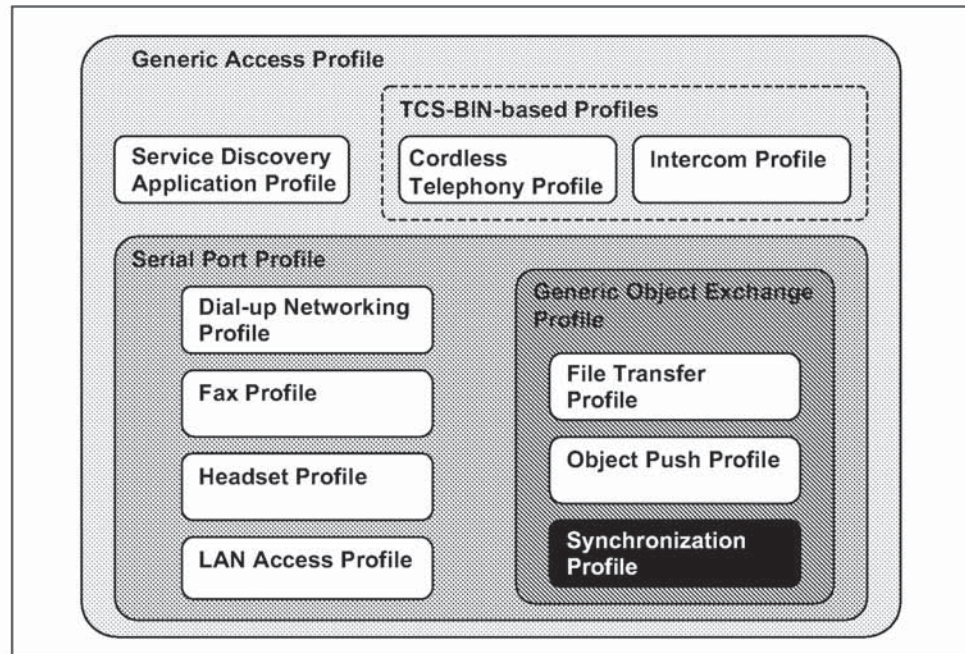 Generic Access Profile
TCS-BIN-based Profiles
Service Discovery
Application Profile
Cordless
Telephony Profile
Intercom Profile
Serial Port Profile
Dial-up Networking
Profile
Fax Profile
Headset Profile
LAN Access Profile
Generic Object Exchange
Profile
File Transfer
Profile
Object Push Profile
Synchronization
Profile